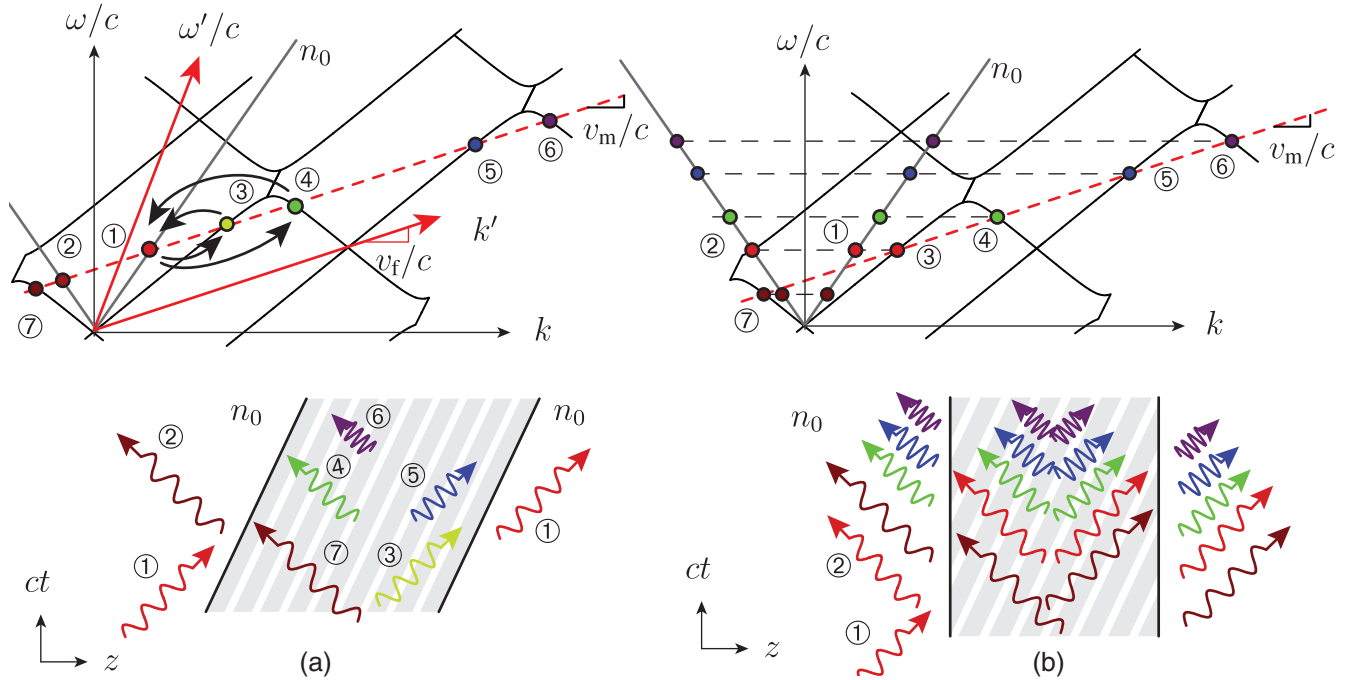 ω/c
ω′/c
n₀
④
③
②
①
⑤
⑥
v_m/c
k′
v_f/c
⑦
k
ω/c
n₀
①
②
③
④
⑤
⑥
v_m/c
⑦
k
n₀
n₀
②
⑥
④
⑤
①
⑦
③
①
ct
z
(a)
n₀
②
①
ct
z
(b)